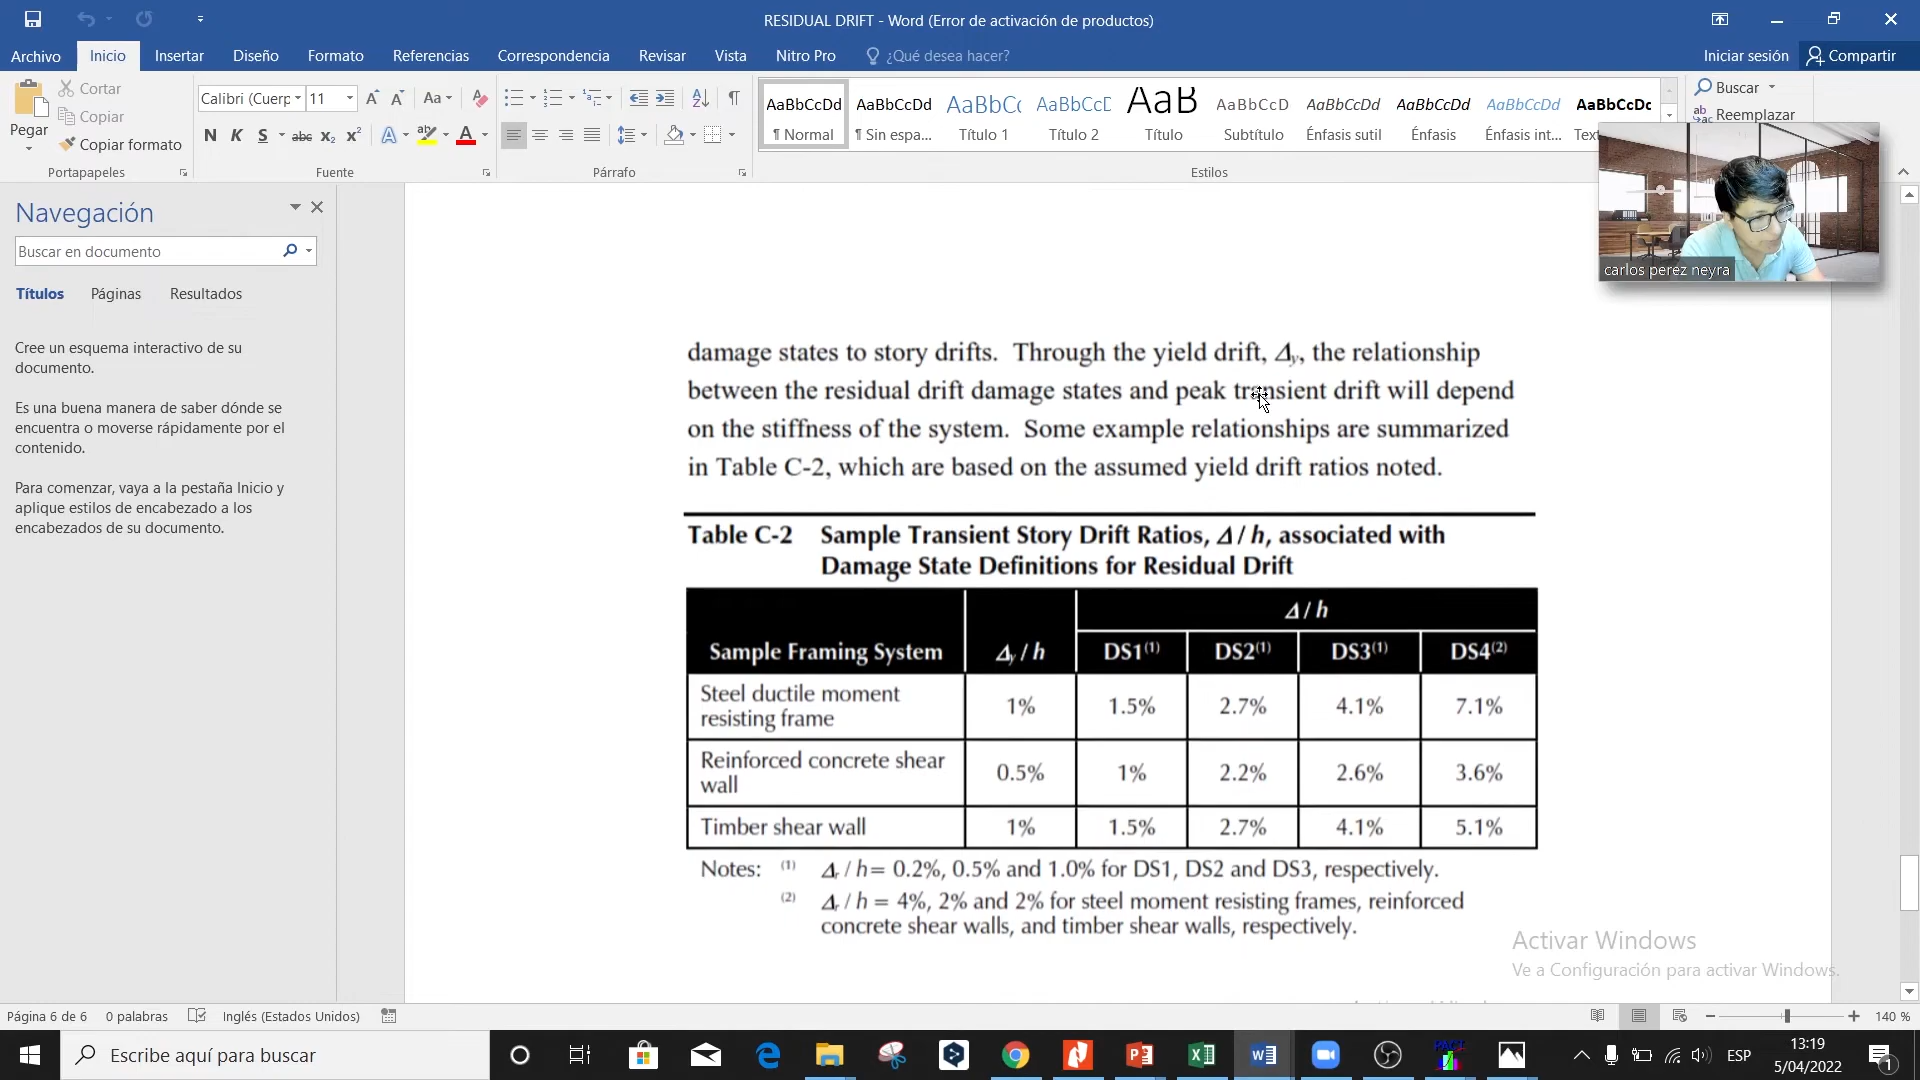 RESIDUAL DRIFT - Word (Error de activación de productos)
Archivo Inicio Insertar Diseño Formato Referencias Correspondencia Revisar Vista Nitro Pro ¿Qué desea hacer? Iniciar sesión Compartir
Pegar
Cortar
Copiar
Copiar formato
Portapapeles
Calibri (Cuerp 11
N K S abc x₂ x²
Fuente
Párrafo
AaBbCcDd AaBbCcDd AaBbC AaBbCcD AaB AaBbCcD AaBbCcDd AaBbCcDd AaBbCcDd AaBbCcDc
¶ Normal ¶ Sin espa... Título 1 Título 2 Título Subtítulo Énfasis sutil Énfasis Énfasis int... Text
Estilos
Buscar
Reemplazar
carlos perez neyra
Navegación
Buscar en documento
Títulos Páginas Resultados
Cree un esquema interactivo de su
documento.
Es una buena manera de saber dónde se
encuentra o moverse rápidamente por el
contenido.
Para comenzar, vaya a la pestaña Inicio y
aplique estilos de encabezado a los
encabezados de su documento.
damage states to story drifts. Through the yield drift, Δy, the relationship
between the residual drift damage states and peak transient drift will depend
on the stiffness of the system. Some example relationships are summarized
in Table C-2, which are based on the assumed yield drift ratios noted.
Table C-2 Sample Transient Story Drift Ratios, Δ / h, associated with
Damage State Definitions for Residual Drift
Δ / h
Sample Framing System Δy / h DS1(1) DS2(1) DS3(1) DS4(2)
Steel ductile moment
resisting frame 1% 1.5% 2.7% 4.1% 7.1%
Reinforced concrete shear
wall 0.5% 1% 2.2% 2.6% 3.6%
Timber shear wall 1% 1.5% 2.7% 4.1% 5.1%
Notes: (1) Δr / h= 0.2%, 0.5% and 1.0% for DS1, DS2 and DS3, respectively.
(2) Δr / h = 4%, 2% and 2% for steel moment resisting frames, reinforced
concrete shear walls, and timber shear walls, respectively.
Activar Windows
Ve a Configuración para activar Windows.
Página 6 de 6 0 palabras Inglés (Estados Unidos) 140 %
Escribe aquí para buscar
PACT
ESP
13:19
5/04/2022
1